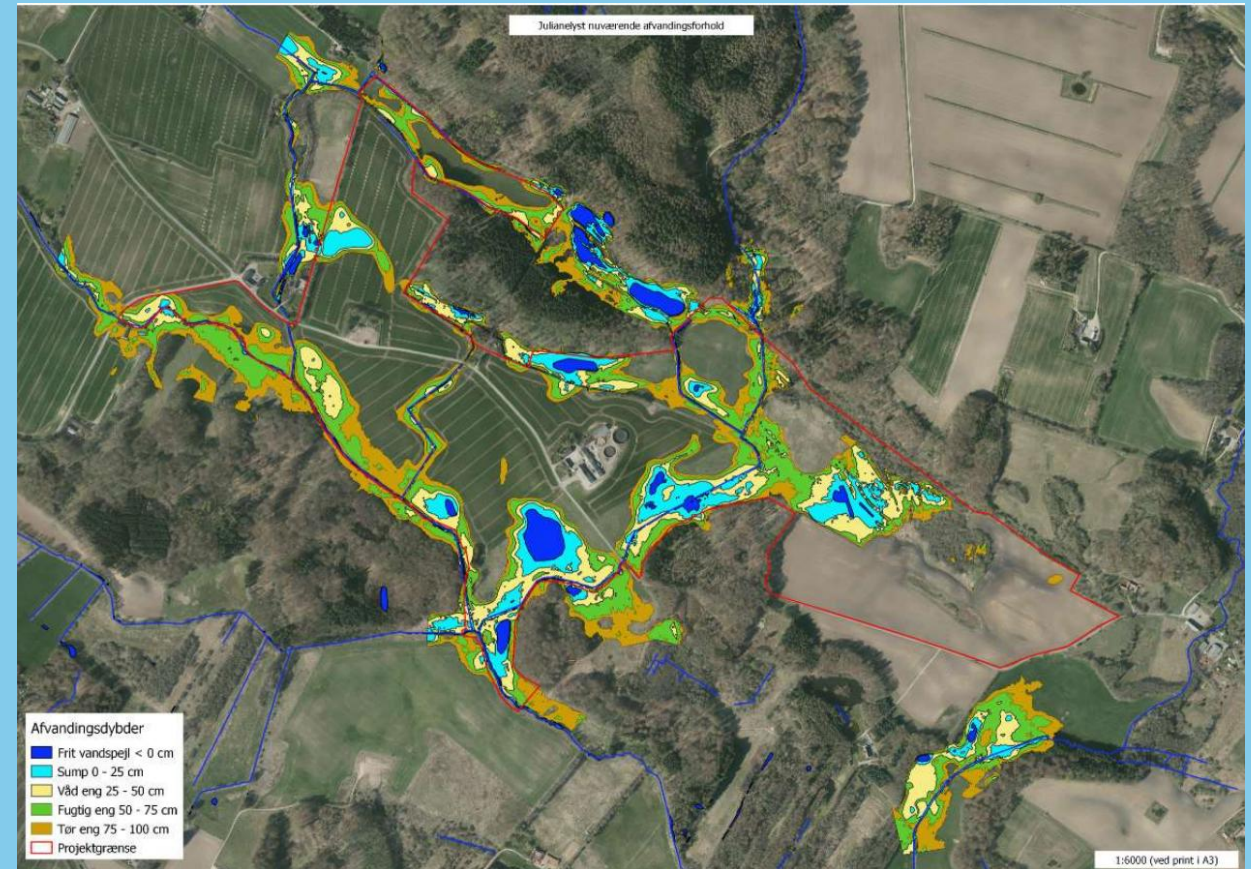 Julianelyst nuværende afvandingsforhold
Afvandingsdybder
Frit vandspejl < 0 cm
Sump 0 - 25 cm
Våd eng 25 - 50 cm
Fugtig eng 50 - 75 cm
Tør eng 75 - 100 cm
Projektgrænse
1:6000 (ved print i A3)